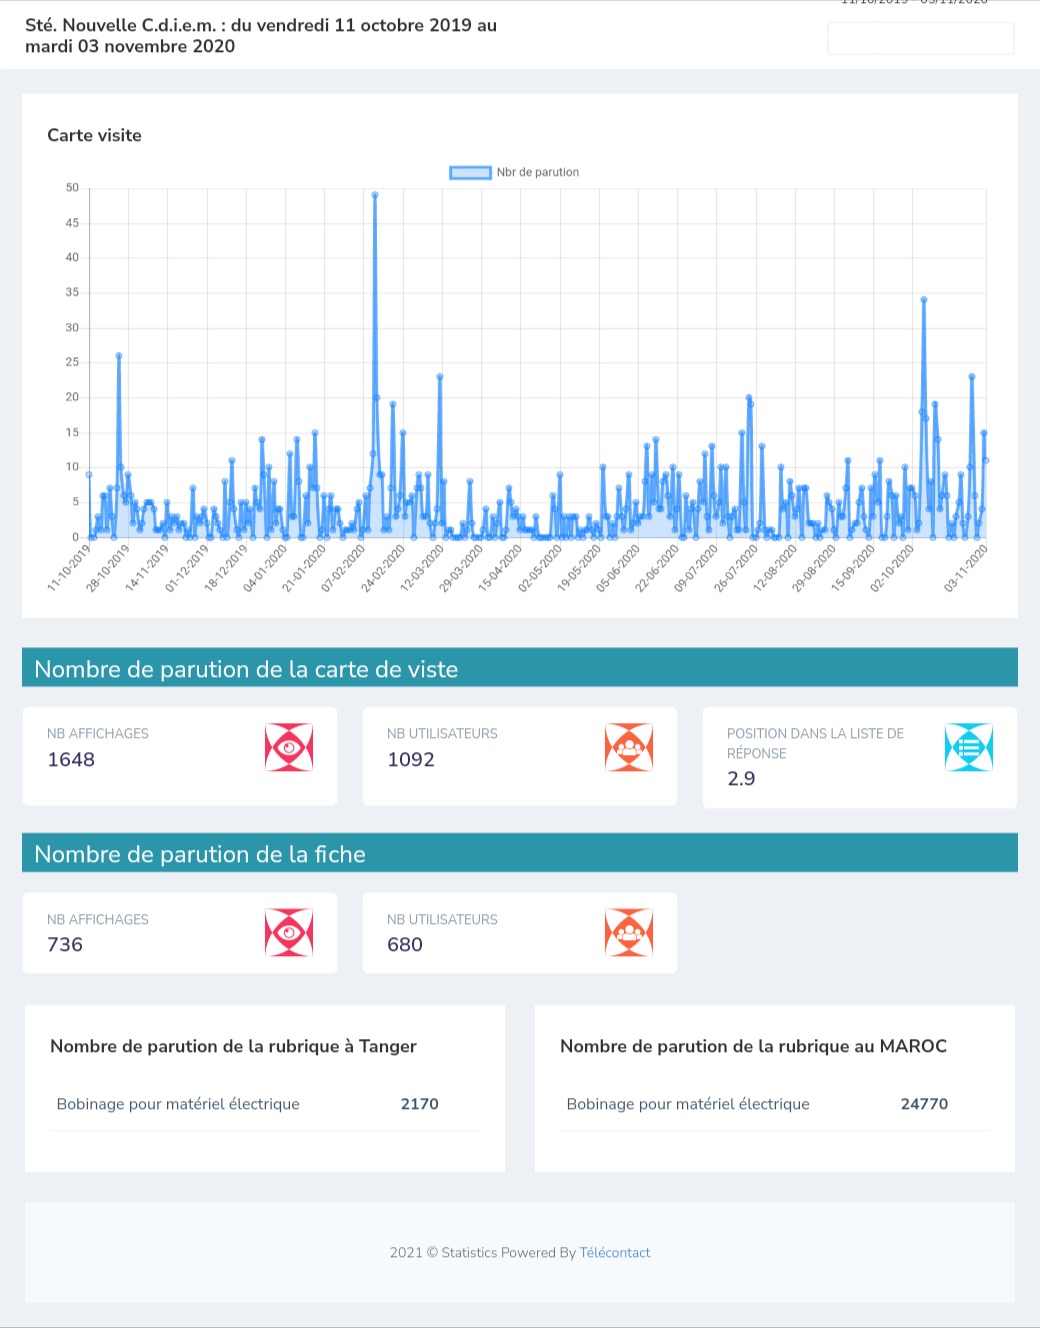 11/10/2019 - 03/11/2020
Sté. Nouvelle C.d.i.e.m. : du vendredi 11 octobre 2019 au
mardi 03 novembre 2020
Carte visite
Nbr de parution
50
45
40
35
30
25
20
15
10
5
0
11-10-2019
28-10-2019
14-11-2019
01-12-2019
18-12-2019
04-01-2020
21-01-2020
07-02-2020
24-02-2020
12-03-2020
29-03-2020
15-04-2020
02-05-2020
19-05-2020
05-06-2020
22-06-2020
09-07-2020
26-07-2020
12-08-2020
29-08-2020
15-09-2020
02-10-2020
03-11-2020
Nombre de parution de la carte de viste
NB AFFICHAGES
1648
NB UTILISATEURS
1092
POSITION DANS LA LISTE DE
RÉPONSE
2.9
Nombre de parution de la fiche
NB AFFICHAGES
736
NB UTILISATEURS
680
Nombre de parution de la rubrique à Tanger
Bobinage pour matériel électrique 2170
Nombre de parution de la rubrique au MAROC
Bobinage pour matériel électrique 24770
2021 © Statistics Powered By Télécontact